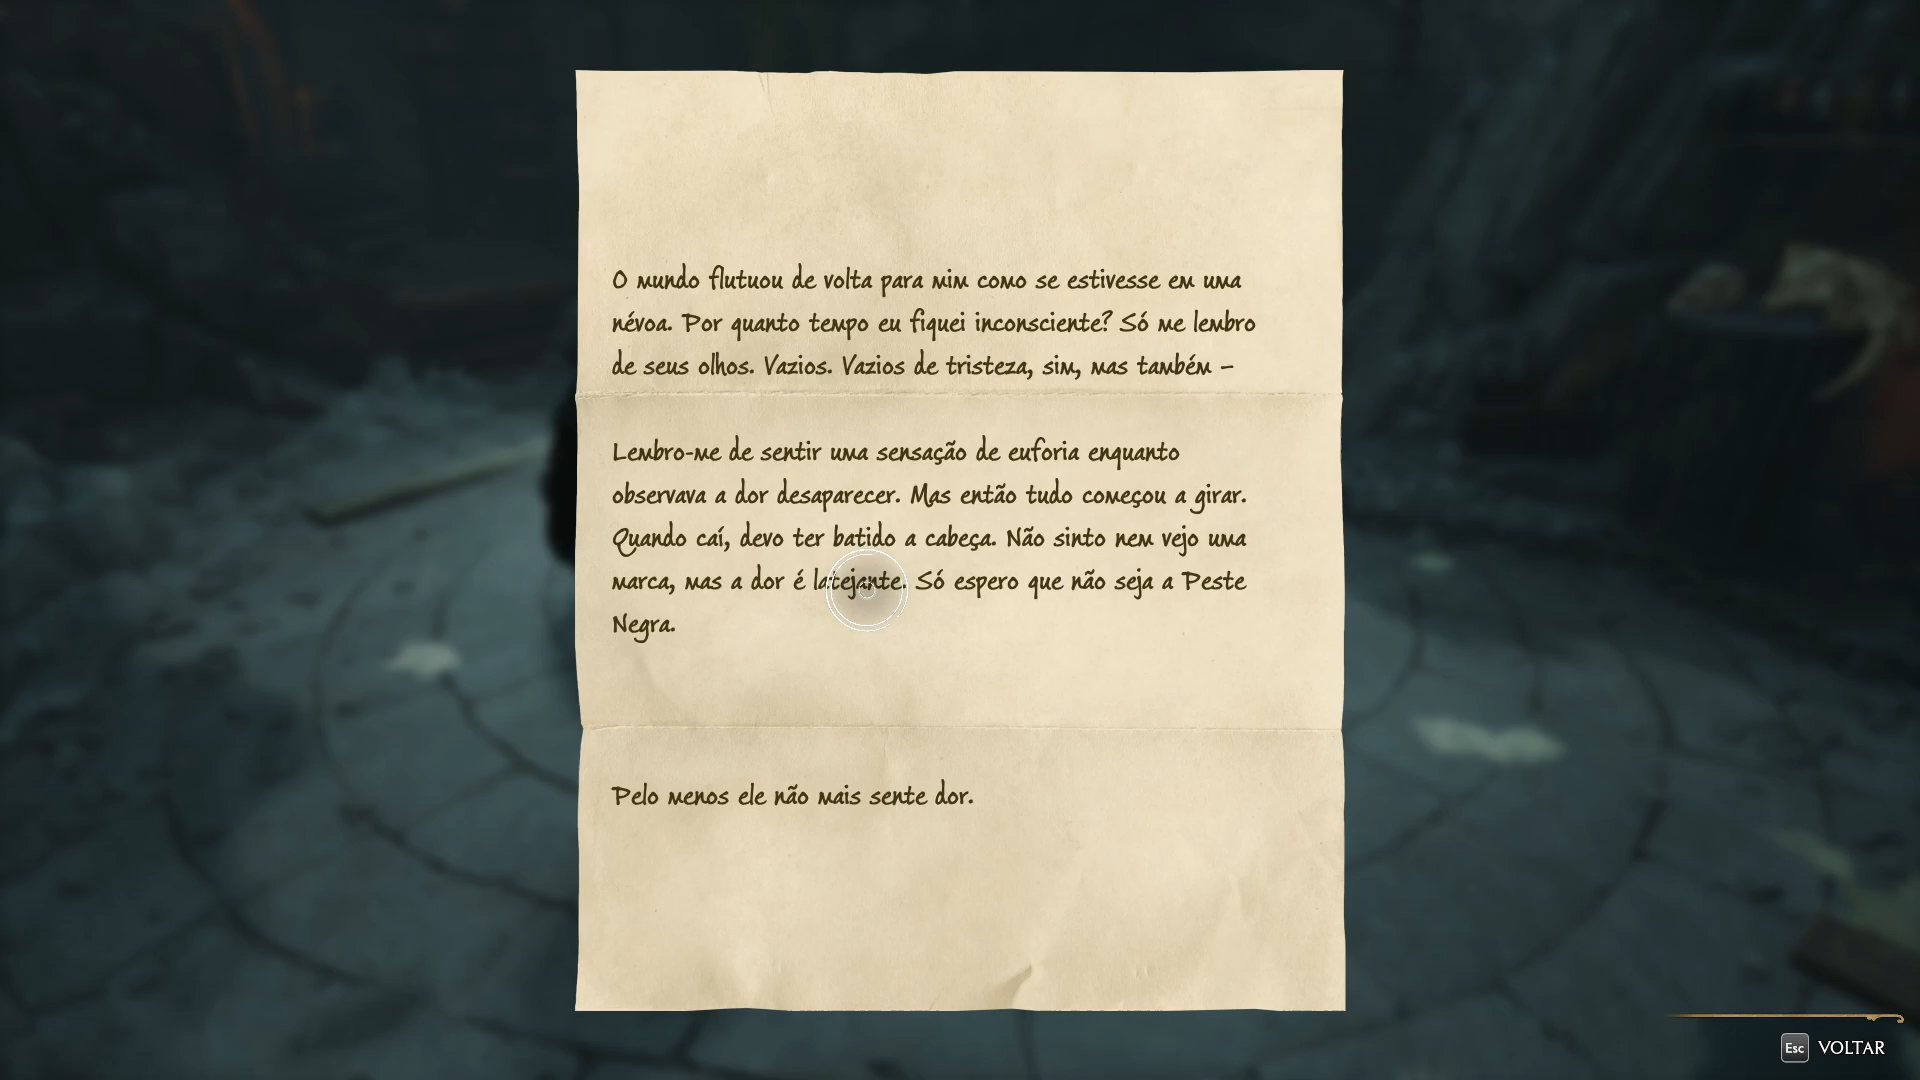 O mundo flutuou de volta para mim como se estivesse em uma
névoa. Por quanto tempo eu fiquei inconsciente? Só me lembro
de seus olhos. Vazios. Vazios de tristeza, sim, mas também –
Lembro-me de sentir uma sensação de euforia enquanto
observava a dor desaparecer. Mas então tudo começou a girar.
Quando caí, devo ter batido a cabeça. Não sinto nem vejo uma
marca, mas a dor é latejante. Só espero que não seja a Peste
Negra.
Pelo menos ele não mais sente dor.
Esc VOLTAR